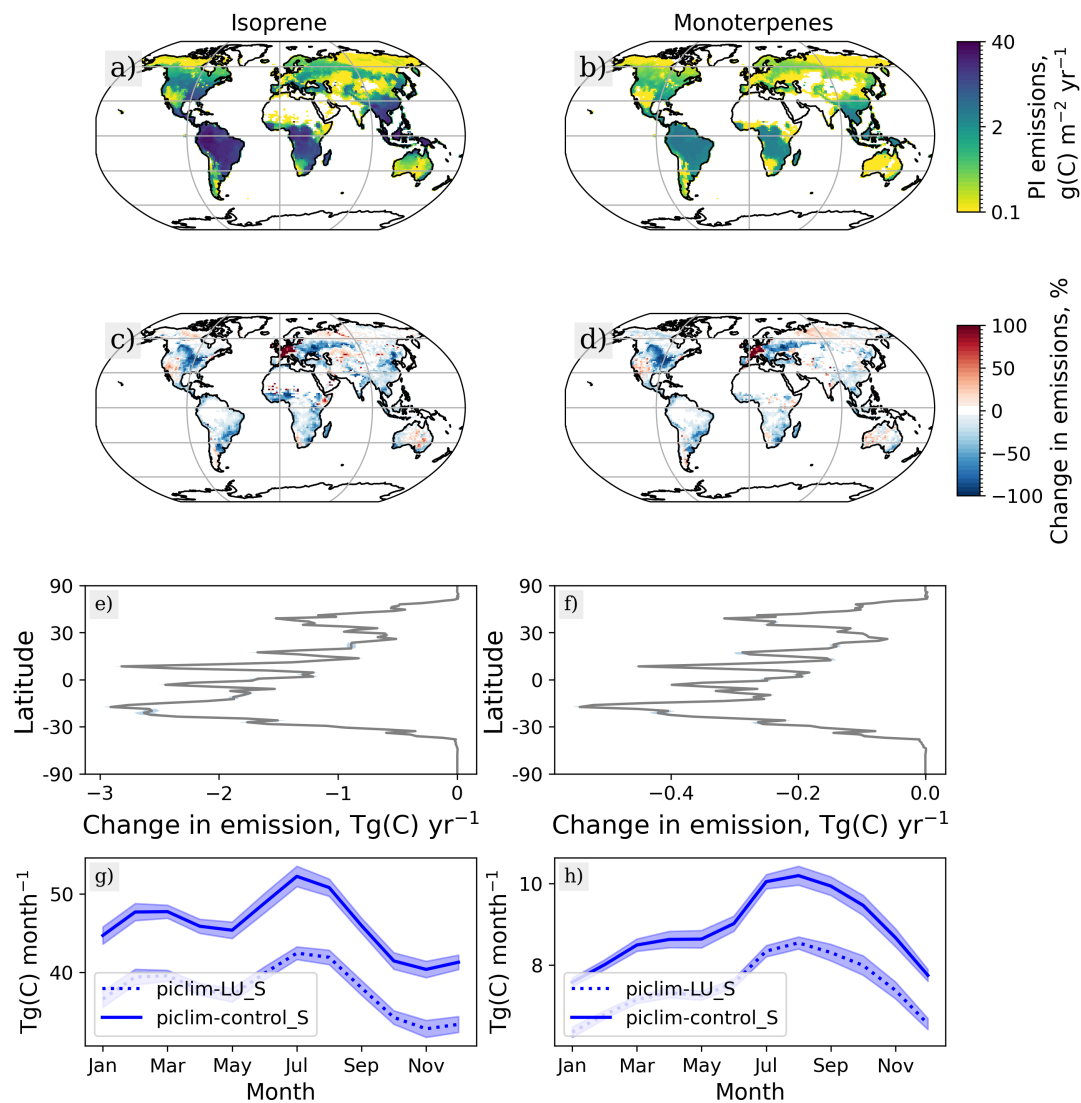 Isoprene
Monoterpenes
a)
b)
40
2
0.1
PI emissions,
g(C) m⁻² yr⁻¹
c)
d)
100
50
0
−50
−100
Change in emissions, %
e)
90
30
0
-30
-90
Latitude
−3
−2
−1
0
Change in emission, Tg(C) yr⁻¹
f)
90
30
0
-30
-90
Latitude
−0.4
−0.2
0.0
Change in emission, Tg(C) yr⁻¹
g)
50
40
Tg(C) month⁻¹
piclim-LU_S
piclim-control_S
Jan
Mar
May
Jul
Sep
Nov
Month
h)
10
8
Tg(C) month⁻¹
piclim-LU_S
piclim-control_S
Jan
Mar
May
Jul
Sep
Nov
Month